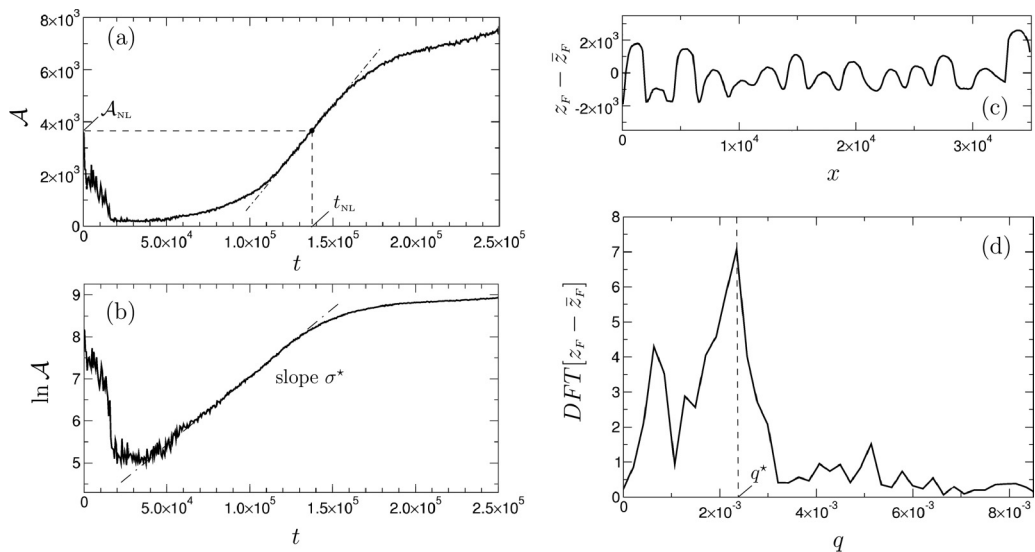 8×10³
(a)
6×10³
𝒜
4×10³
𝒜NL
2×10³
tNL
0
0 5.0×10⁴ 1.0×10⁵ 1.5×10⁵ 2.0×10⁵ 2.5×10⁵
t
9
(b)
8
ln 𝒜
7
slope σ*
6
5
0 5.0×10⁴ 1.0×10⁵ 1.5×10⁵ 2.0×10⁵ 2.5×10⁵
t
2×10³
zF − z̄F
0
-2×10³
(c)
0 1×10⁴ 2×10⁴ 3×10⁴
x
8
(d)
7
6
5
DFT[zF − z̄F]
4
3
2
1
q*
0
0 2×10⁻³ 4×10⁻³ 6×10⁻³ 8×10⁻³
q